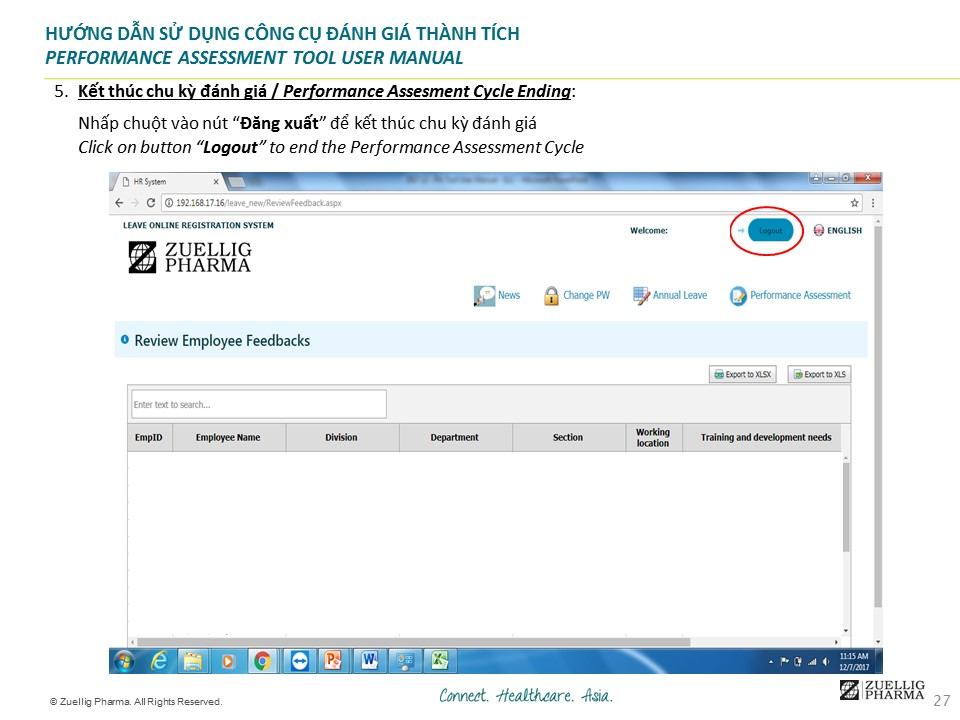 HƯỚNG DẪN SỬ DỤNG CÔNG CỤ ĐÁNH GIÁ THÀNH TÍCH
PERFORMANCE ASSESSMENT TOOL USER MANUAL
5. Kết thúc chu kỳ đánh giá / Performance Assesment Cycle Ending:
Nhấp chuột vào nút “Đăng xuất” để kết thúc chu kỳ đánh giá
Click on button “Logout” to end the Performance Assessment Cycle
HR System
192.168.17.16/leave_new/ReviewFeedback.aspx
LEAVE ONLINE REGISTRATION SYSTEM
Welcome:
Logout
ENGLISH
ZUELLIG
PHARMA
News
Change PW
Annual Leave
Performance Assessment
Review Employee Feedbacks
Export to XLSX
Export to XLS
Enter text to search...
EmpID
Employee Name
Division
Department
Section
Working
location
Training and development needs
11:15 AM
12/7/2017
© Zuellig Pharma. All Rights Reserved.
Connect. Healthcare. Asia.
ZUELLIG
PHARMA
27